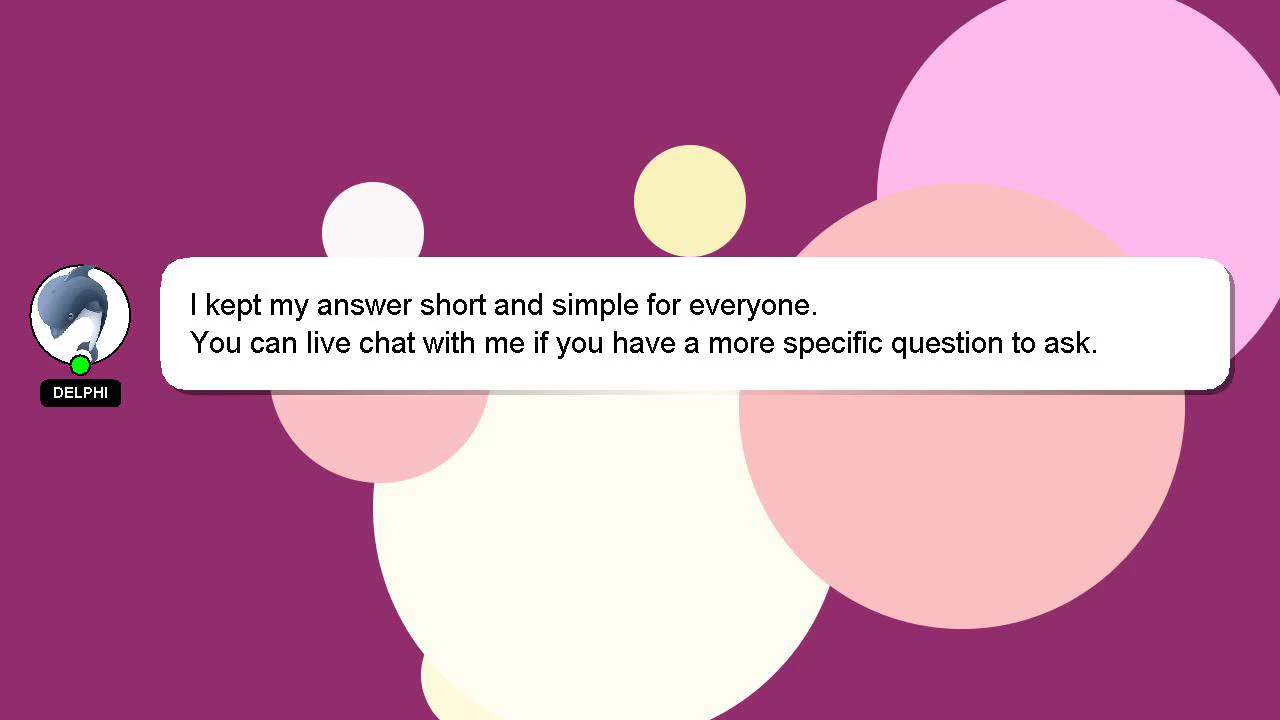 I kept my answer short and simple for everyone.
You can live chat with me if you have a more specific question to ask.
DELPHI